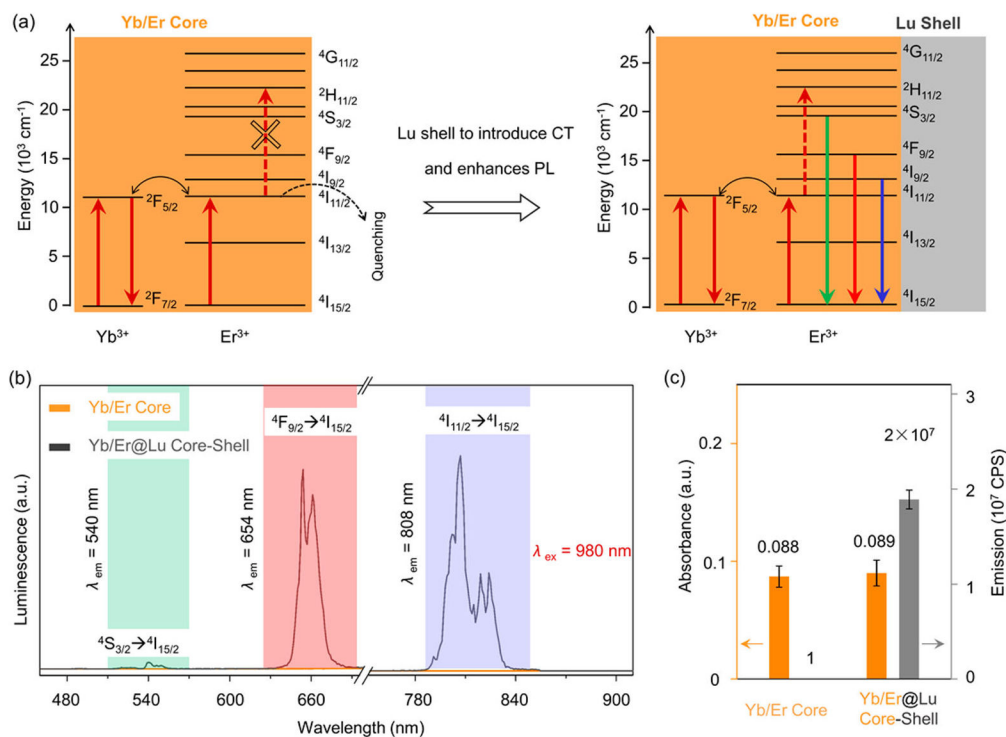 (a)
Yb/Er Core
Energy (10³ cm⁻¹)
25
20
15
10
5
0
⁴G₁₁/₂
²H₁₁/₂
⁴S₃/₂
⁴F₉/₂
⁴I₉/₂
⁴I₁₁/₂
⁴I₁₃/₂
⁴I₁₅/₂
²F₅/₂
²F₇/₂
Quenching
Yb³⁺
Er³⁺
Lu shell to introduce CT
and enhances PL
Yb/Er Core
Lu Shell
Energy (10³ cm⁻¹)
25
20
15
10
5
0
⁴G₁₁/₂
²H₁₁/₂
⁴S₃/₂
⁴F₉/₂
⁴I₉/₂
⁴I₁₁/₂
⁴I₁₃/₂
⁴I₁₅/₂
²F₅/₂
²F₇/₂
Yb³⁺
Er³⁺
(b)
Luminescence (a.u.)
Yb/Er Core
Yb/Er@Lu Core-Shell
⁴F₉/₂→⁴I₁₅/₂
⁴I₁₁/₂→⁴I₁₅/₂
λ em = 540 nm
λ em = 654 nm
λ em = 808 nm
λ ex = 980 nm
⁴S₃/₂→⁴I₁₅/₂
480
540
600
660
780
840
900
Wavelength (nm)
(c)
Absorbance (a.u.)
0.2
0.1
0
0.088
1
0.089
2×10⁷
3
2
1
0
Emission (10⁷ CPS)
Yb/Er Core
Yb/Er@Lu
Core-Shell